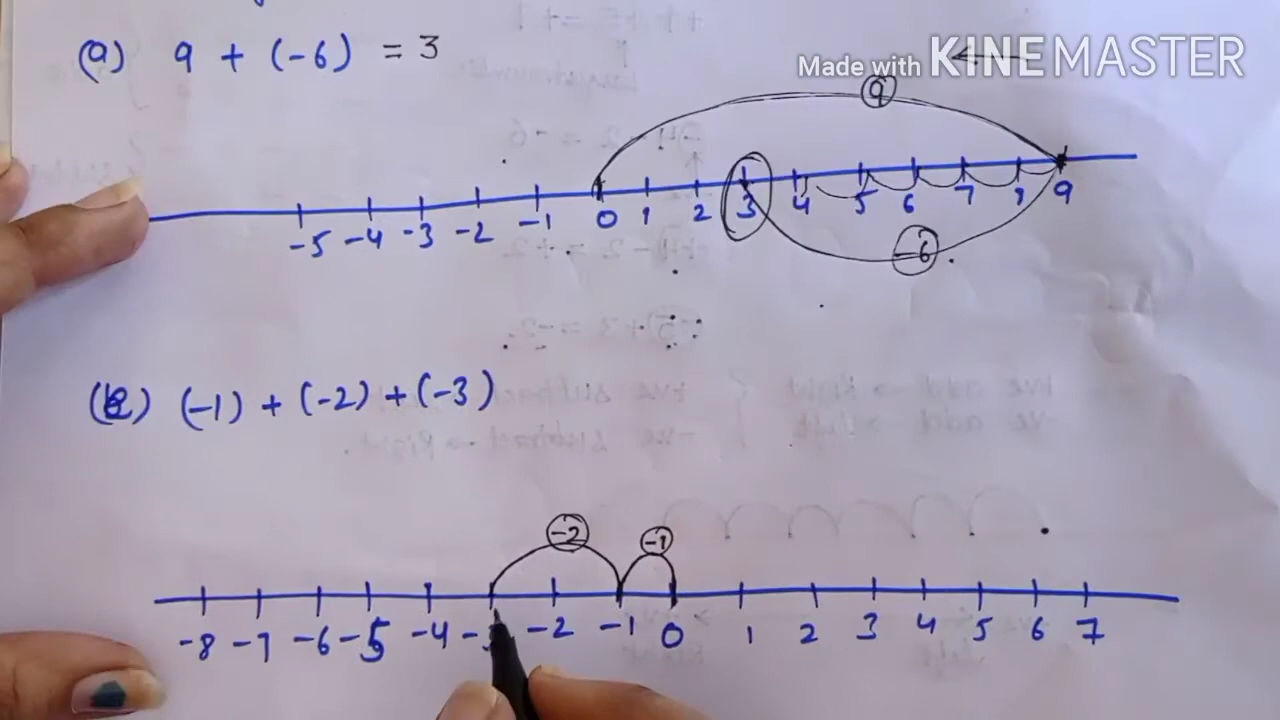 (a) 9 + (-6) = 3
Made with KINEMASTER
9
-5 -4 -3 -2 -1 0 1 2 3 4 5 6 7 8 9
-6
(-1) + (-2) + (-3)
-2 -1
-8 -7 -6 -5 -4 -3 -2 -1 0 1 2 3 4 5 6 7